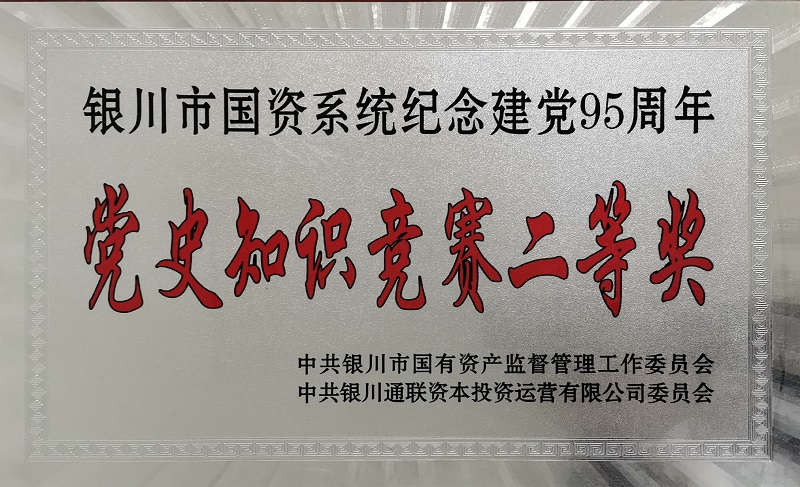 银川市国资系统纪念建党95周年
党史知识竞赛二等奖
中共银川市国有资产监督管理工作委员会
中共银川通联资本投资运营有限公司委员会